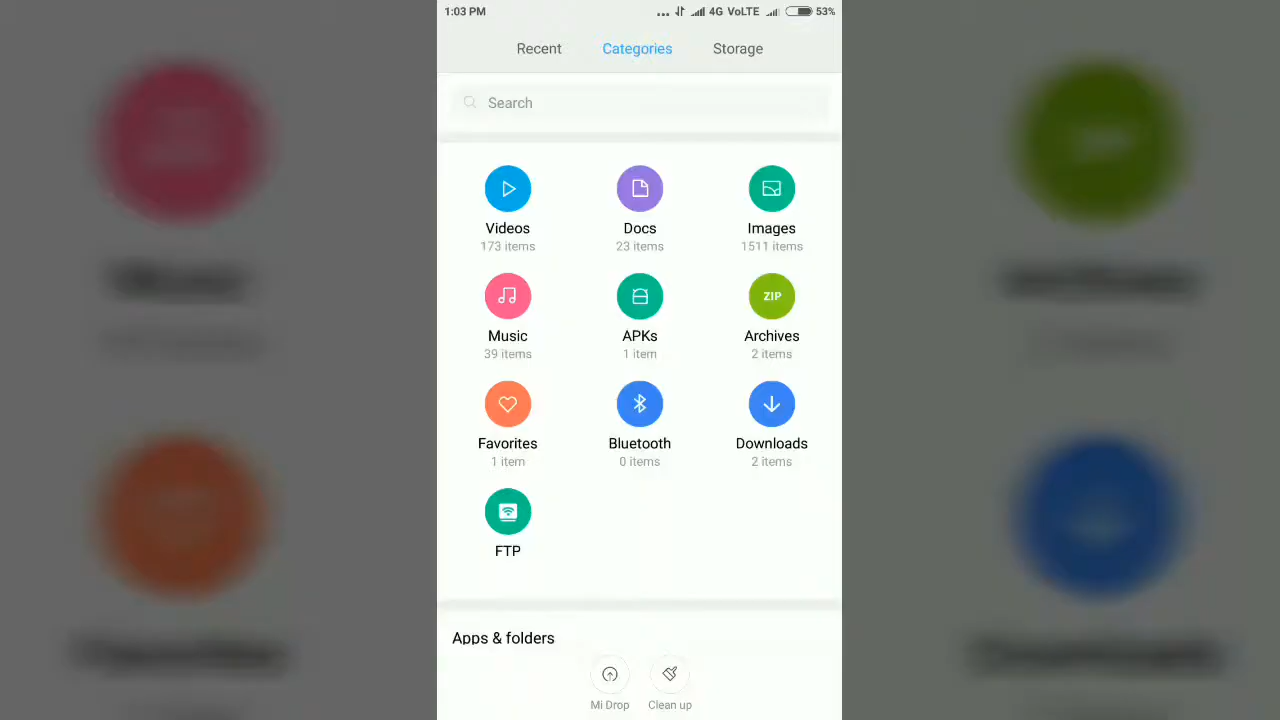 1:03 PM ... 4G VoLTE 53%
Recent Categories Storage
Search
Videos Docs Images
173 items 23 items 1511 items
ZIP
Music APKs Archives
39 items 1 item 2 items
Favorites Bluetooth Downloads
1 item 0 items 2 items
FTP
Apps & folders
Mi Drop Clean up